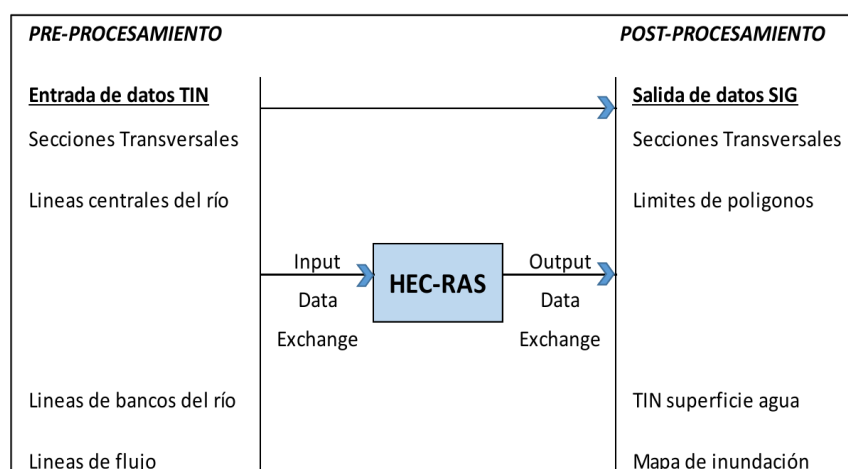 PRE-PROCESAMIENTO
POST-PROCESAMIENTO
Entrada de datos TIN
Salida de datos SIG
Secciones Transversales
Secciones Transversales
Lineas centrales del río
Limites de poligonos
Input
Data
Exchange
HEC-RAS
Output
Data
Exchange
Lineas de bancos del río
TIN superficie agua
Lineas de flujo
Mapa de inundación